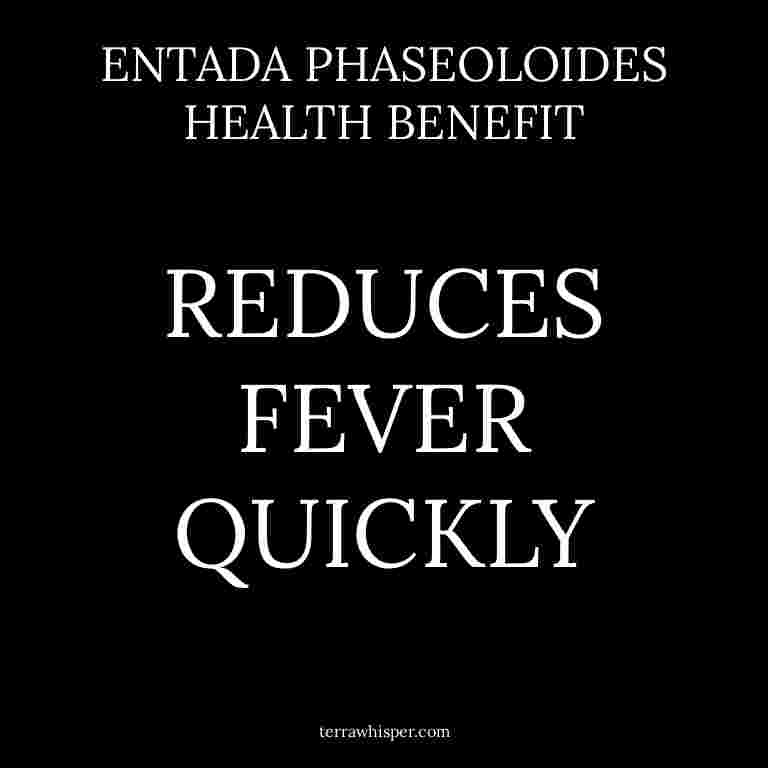 ENTADA PHASEOLOIDES
HEALTH BENEFIT
REDUCES
FEVER
QUICKLY
terrawhisper.com